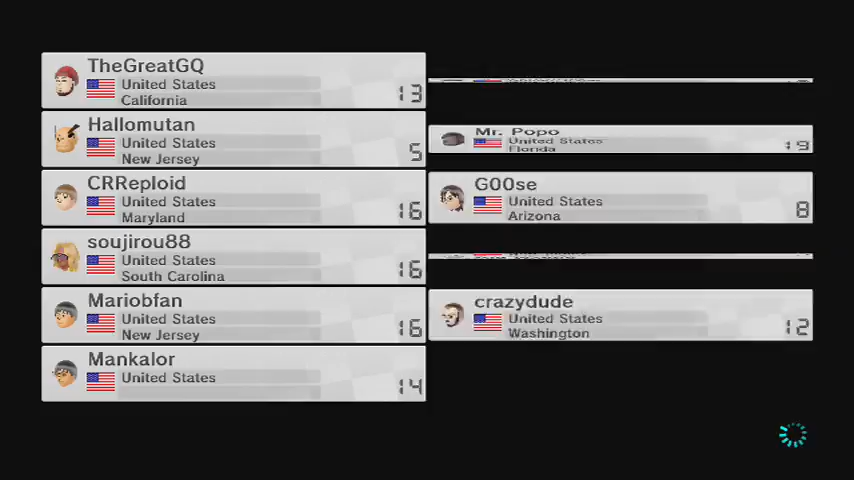 TheGreatGQ
United States
California
13
Hallomutan
United States
New Jersey
5
CRReploid
United States
Maryland
16
soujirou88
United States
South Carolina
16
Mariobfan
United States
New Jersey
16
Mankalor
United States
14
Mr. Popo
United States
Florida
19
G00se
United States
Arizona
8
crazydude
United States
Washington
12